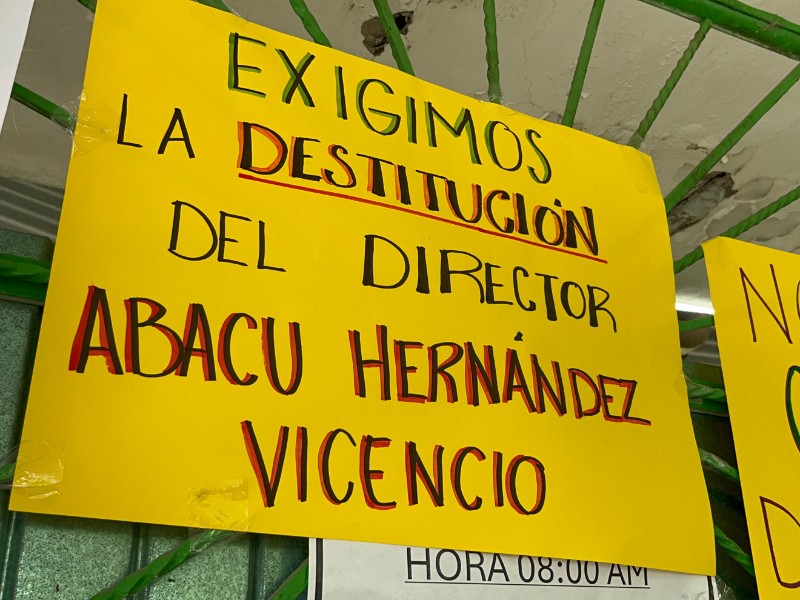 EXIGIMOS
LA DESTITUCIÓN
DEL DIRECTOR
ABACU HERNÁNDEZ
VICENCIO
HORA 08:00 AM